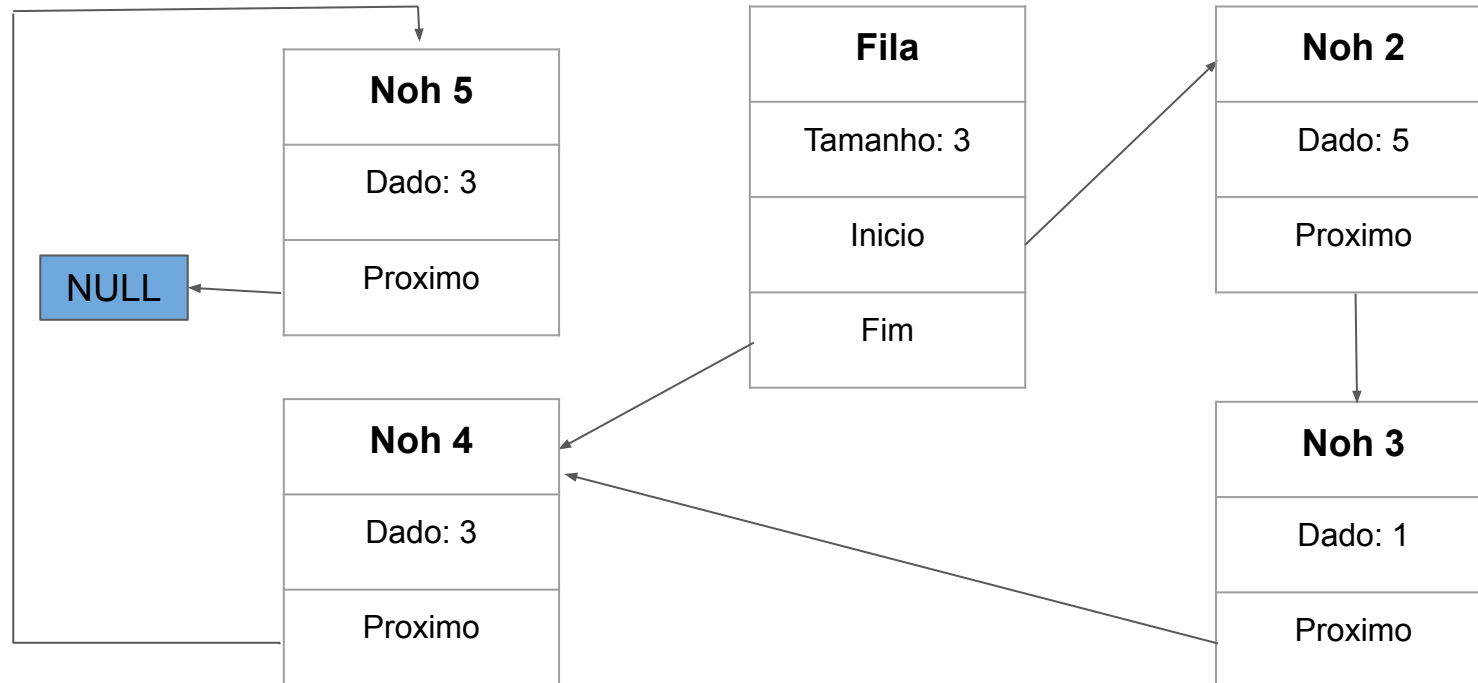 Noh 5
Dado: 3
Proximo
NULL
Fila
Tamanho: 3
Inicio
Fim
Noh 2
Dado: 5
Proximo
Noh 4
Dado: 3
Proximo
Noh 3
Dado: 1
Proximo